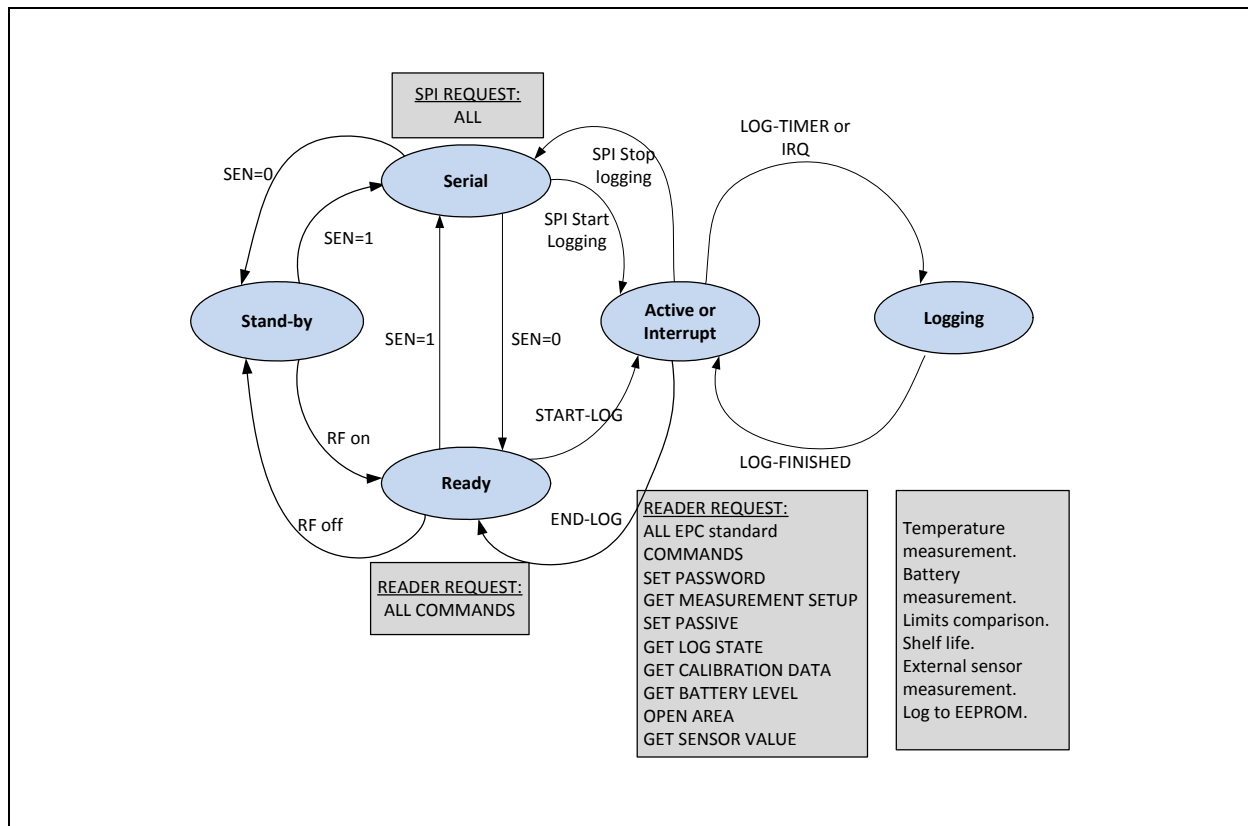 SPI REQUEST:
ALL
LOG-TIMER or
IRQ
SEN=0
SPI Stop
logging
Serial
SPI Start
Logging
SEN=1
Stand-by
Active or
Interrupt
Logging
SEN=1
SEN=0
START-LOG
RF on
LOG-FINISHED
Ready
RF off
END-LOG
READER REQUEST:
ALL COMMANDS
READER REQUEST:
ALL EPC standard
COMMANDS
SET PASSWORD
GET MEASUREMENT SETUP
SET PASSIVE
GET LOG STATE
GET CALIBRATION DATA
GET BATTERY LEVEL
OPEN AREA
GET SENSOR VALUE
Temperature
measurement.
Battery
measurement.
Limits comparison.
Shelf life.
External sensor
measurement.
Log to EEPROM.